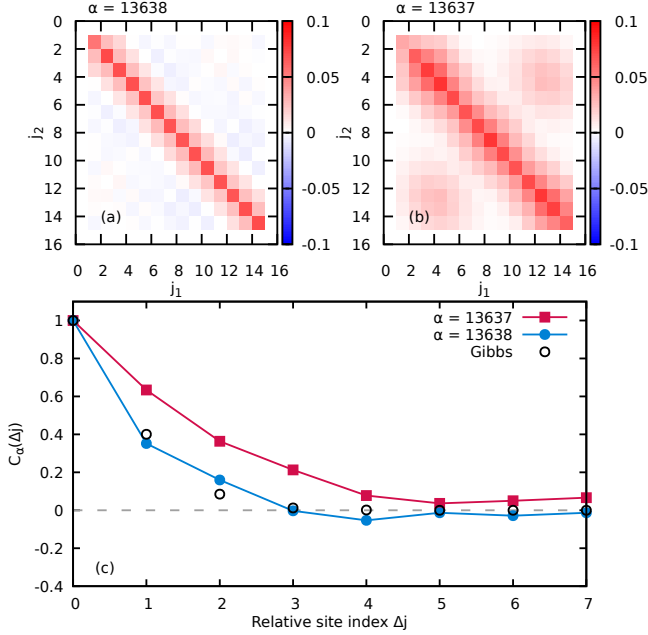 α = 13638
0
2
4
6
8
10
12
14
16
j2
0 2 4 6 8 10 12 14 16
j1
(a)
0.1
0.05
0
-0.05
-0.1
α = 13637
0
2
4
6
8
10
12
14
16
j2
0 2 4 6 8 10 12 14 16
j1
(b)
0.1
0.05
0
-0.05
-0.1
1
0.8
0.6
0.4
0.2
0
-0.2
-0.4
Cα(Δj)
α = 13637
α = 13638
Gibbs
(c)
0 1 2 3 4 5 6 7
Relative site index Δj